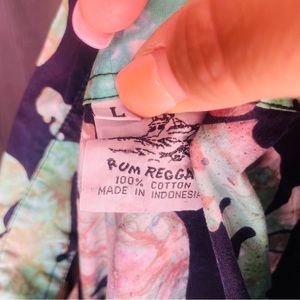 L
RUM REGGA
100% COTTON
MADE IN INDONESIA